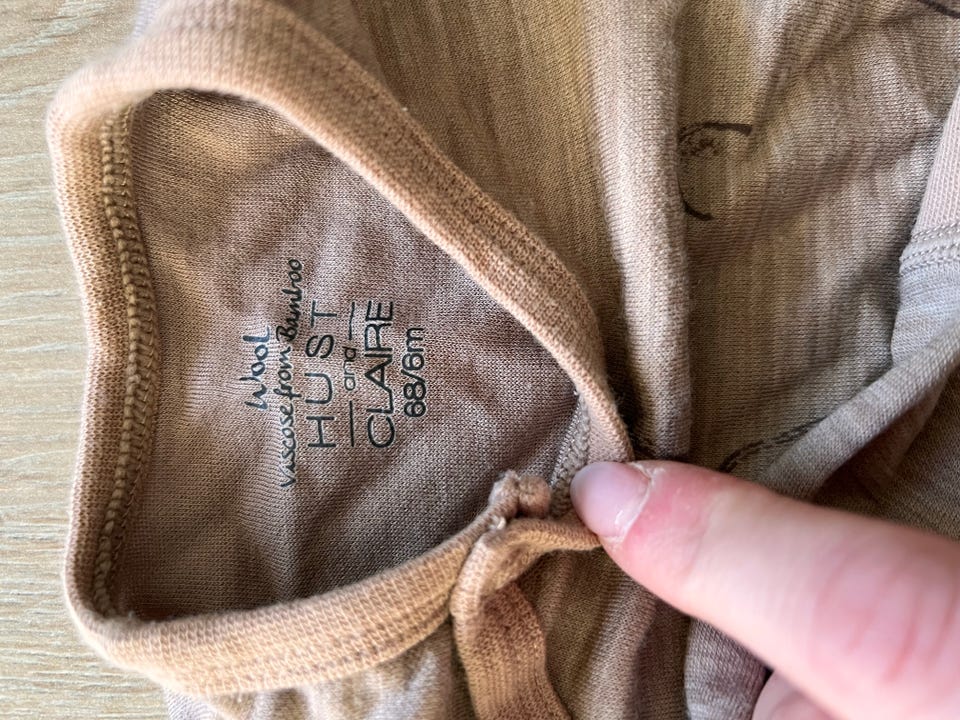 Wool
Viscose from Bamboo
HUST
and
CLAIRE
68/6m